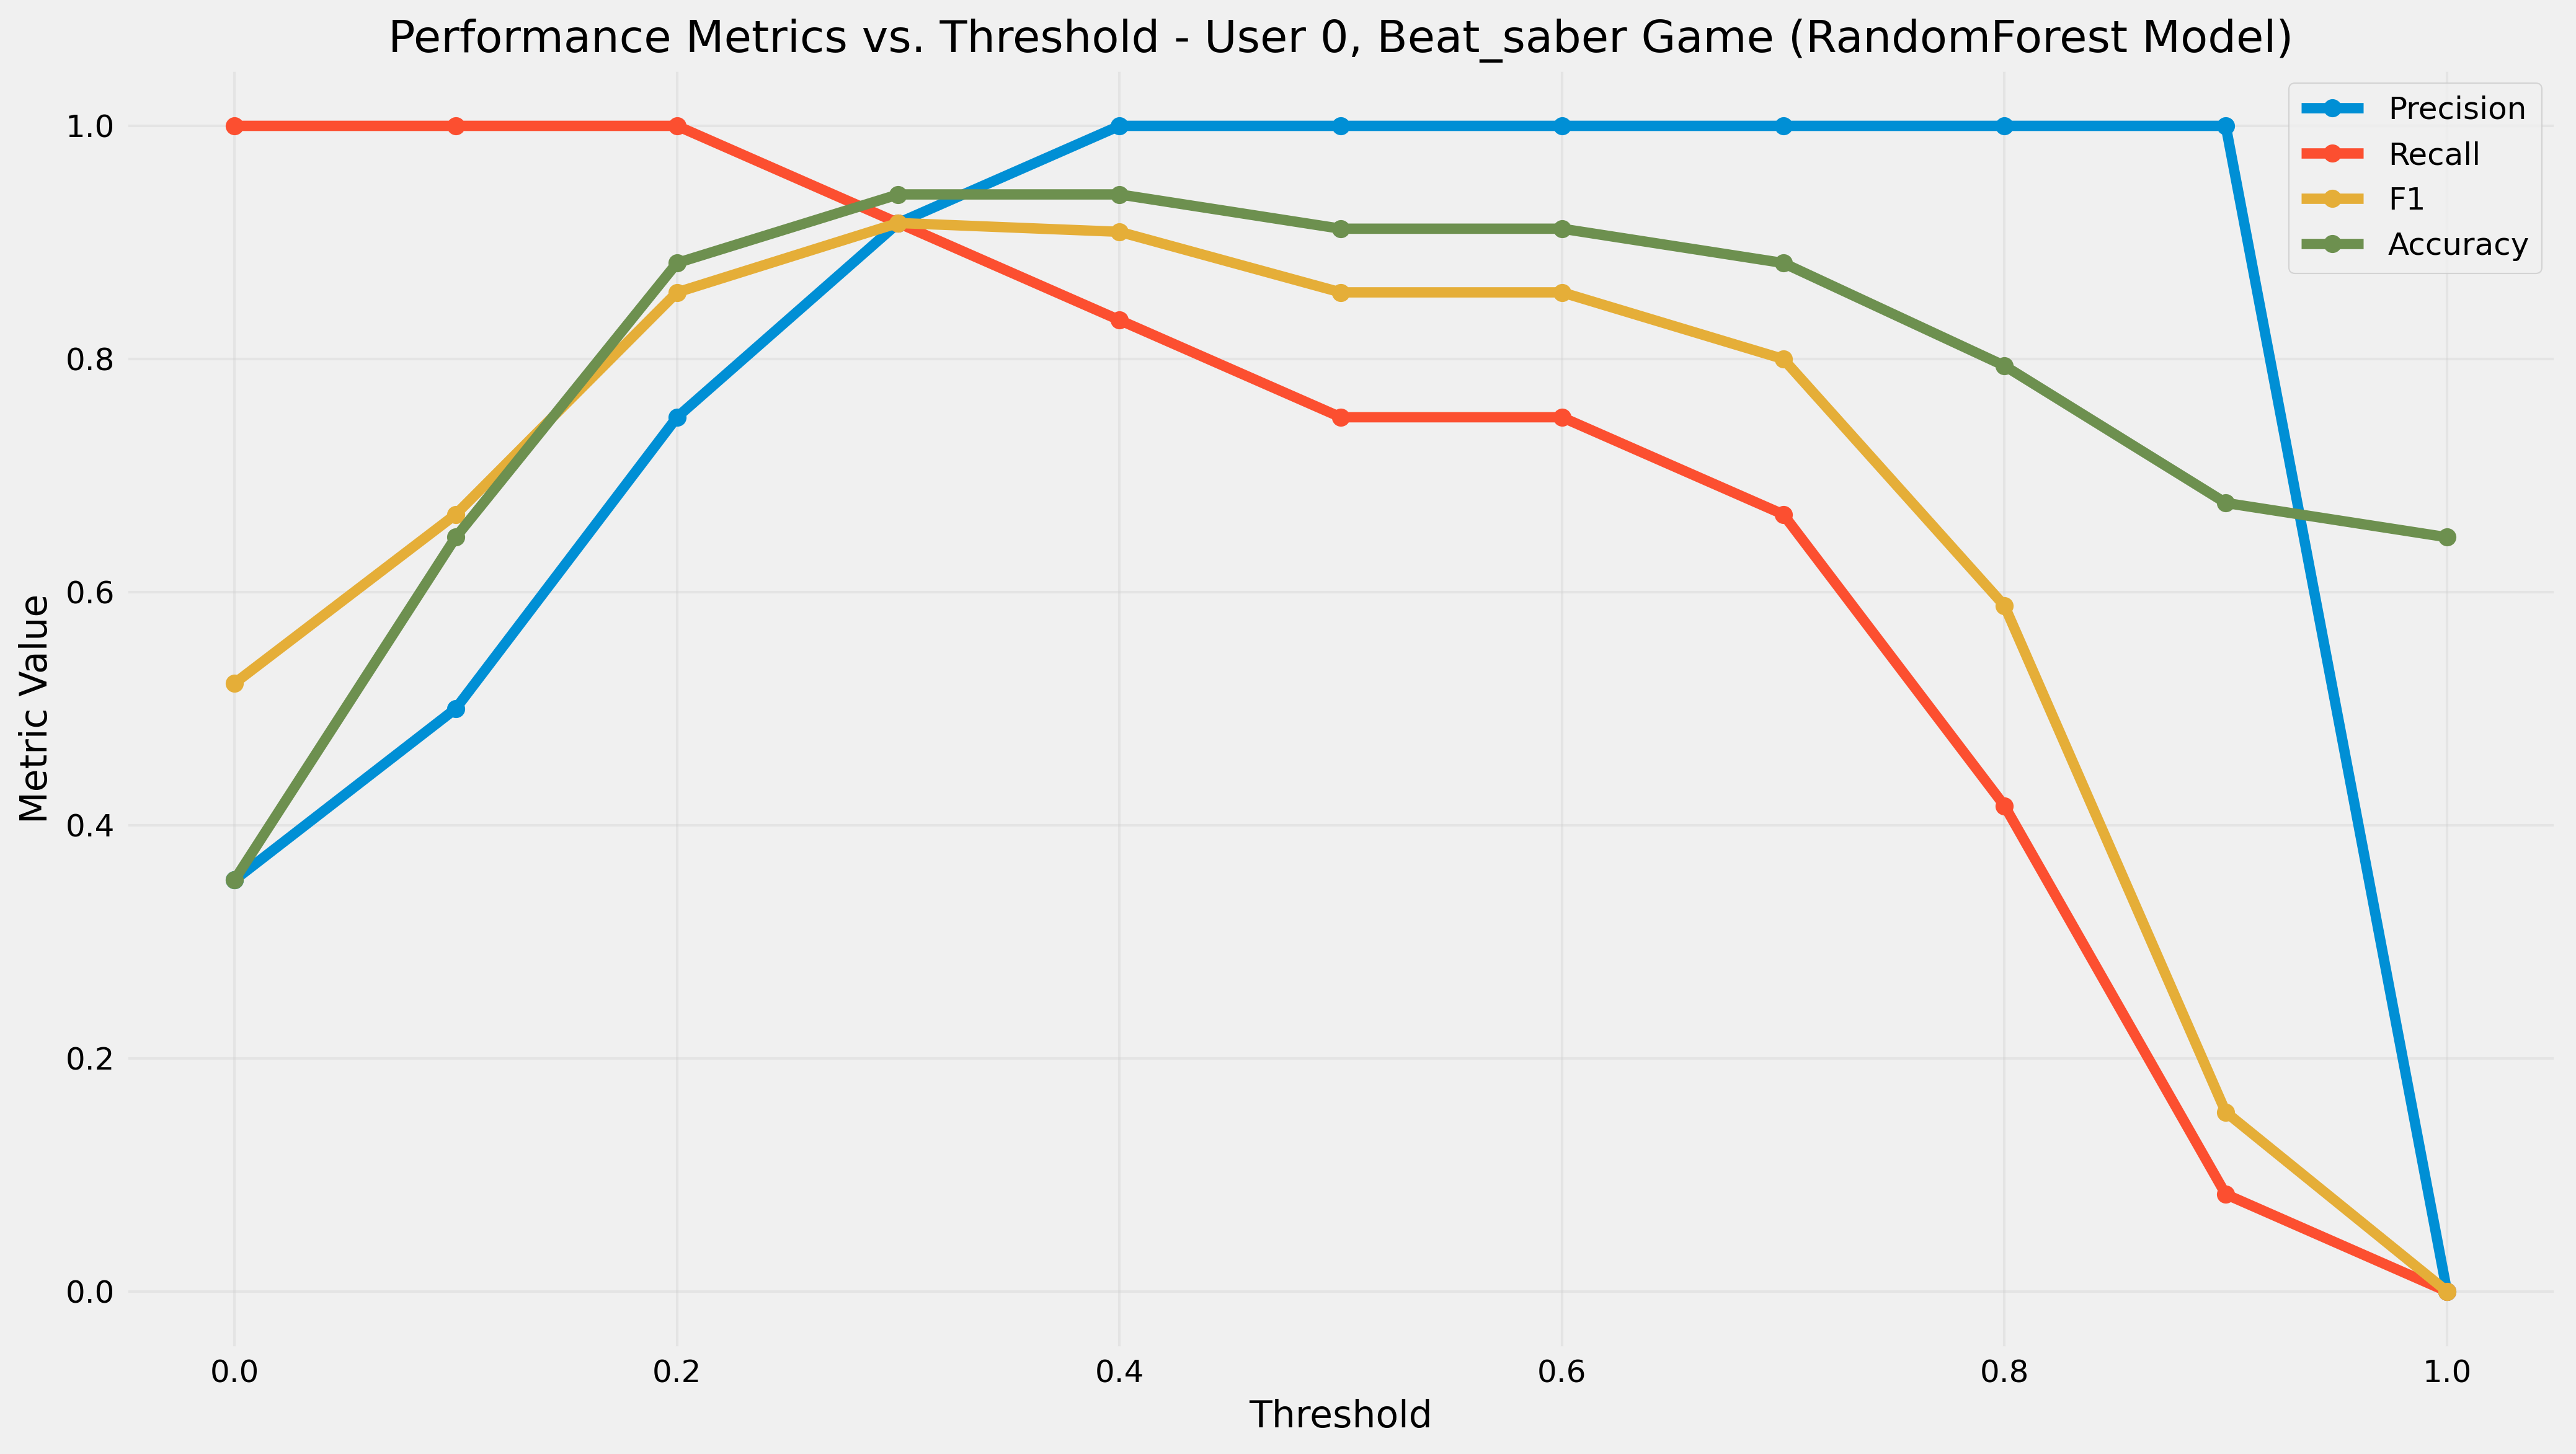 Performance Metrics vs. Threshold - User 0, Beat_saber Game (RandomForest Model)
Precision
Recall
F1
Accuracy
Metric Value
1.0
0.8
0.6
0.4
0.2
0.0
0.0 0.2 0.4 0.6 0.8 1.0
Threshold